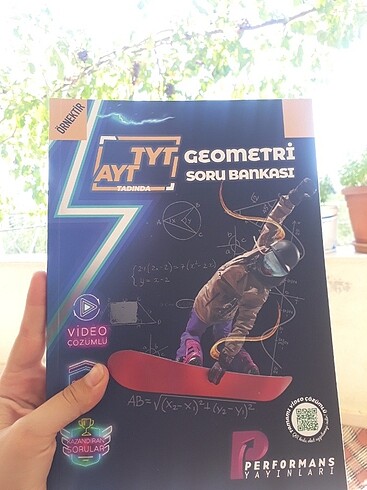 ÖRNEKTİR
TYT
AYT
TADINDA
GEOMETRİ
SORU BANKASI
VİDEO
ÇÖZÜMLÜ
KAZANDIRAN
SORULAR
AB=√(x₂-x₁)²+(y₂-y₁)²
PERFORMANS
YAYINLARI